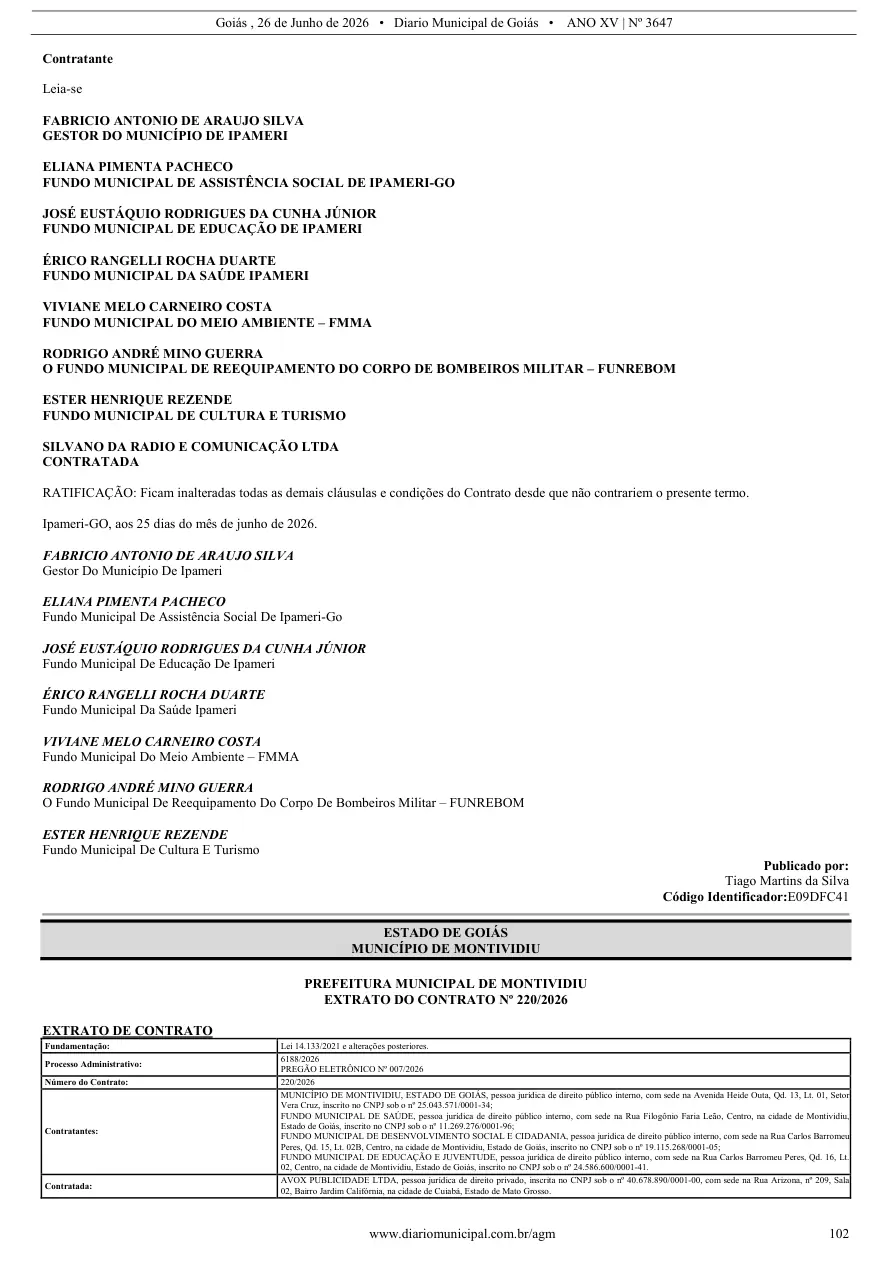 Goiás , 26 de Junho de 2026 • Diario Municipal de Goiás • ANO XV | Nº 3647
Contratante
Leia-se
FABRICIO ANTONIO DE ARAUJO SILVA
GESTOR DO MUNICÍPIO DE IPAMERI
ELIANA PIMENTA PACHECO
FUNDO MUNICIPAL DE ASSISTÊNCIA SOCIAL DE IPAMERI-GO
JOSÉ EUSTÁQUIO RODRIGUES DA CUNHA JÚNIOR
FUNDO MUNICIPAL DE EDUCAÇÃO DE IPAMERI
ÉRICO RANGELLI ROCHA DUARTE
FUNDO MUNICIPAL DA SAÚDE IPAMERI
VIVIANE MELO CARNEIRO COSTA
FUNDO MUNICIPAL DO MEIO AMBIENTE – FMMA
RODRIGO ANDRÉ MINO GUERRA
O FUNDO MUNICIPAL DE REEQUIPAMENTO DO CORPO DE BOMBEIROS MILITAR – FUNREBOM
ESTER HENRIQUE REZENDE
FUNDO MUNICIPAL DE CULTURA E TURISMO
SILVANO DA RADIO E COMUNICAÇÃO LTDA
CONTRATADA
RATIFICAÇÃO: Ficam inalteradas todas as demais cláusulas e condições do Contrato desde que não contrariem o presente termo.
Ipameri-GO, aos 25 dias do mês de junho de 2026.
FABRICIO ANTONIO DE ARAUJO SILVA
Gestor Do Município De Ipameri
ELIANA PIMENTA PACHECO
Fundo Municipal De Assistência Social De Ipameri-Go
JOSÉ EUSTÁQUIO RODRIGUES DA CUNHA JÚNIOR
Fundo Municipal De Educação De Ipameri
ÉRICO RANGELLI ROCHA DUARTE
Fundo Municipal Da Saúde Ipameri
VIVIANE MELO CARNEIRO COSTA
Fundo Municipal Do Meio Ambiente – FMMA
RODRIGO ANDRÉ MINO GUERRA
O Fundo Municipal De Reequipamento Do Corpo De Bombeiros Militar – FUNREBOM
ESTER HENRIQUE REZENDE
Fundo Municipal De Cultura E Turismo
Publicado por:
Tiago Martins da Silva
Código Identificador:E09DFC41
ESTADO DE GOIÁS
MUNICÍPIO DE MONTIVIDIU
PREFEITURA MUNICIPAL DE MONTIVIDIU
EXTRATO DO CONTRATO Nº 220/2026
EXTRATO DE CONTRATO
Fundamentação: Lei 14.133/2021 e alterações posteriores.
Processo Administrativo: 6188/2026
PREGÃO ELETRÔNICO Nº 007/2026
Número do Contrato: 220/2026
Contratantes: MUNICÍPIO DE MONTIVIDIU, ESTADO DE GOIÁS, pessoa jurídica de direito público interno, com sede na Avenida Heide Outa, Qd. 13, Lt. 01, Setor
Vera Cruz, inscrito no CNPJ sob o nº 25.043.571/0001-34;
FUNDO MUNICIPAL DE SAÚDE, pessoa jurídica de direito público interno, com sede na Rua Filogônio Faria Leão, Centro, na cidade de Montividiu,
Estado de Goiás, inscrito no CNPJ sob o nº 11.269.276/0001-96;
FUNDO MUNICIPAL DE DESENVOLVIMENTO SOCIAL E CIDADANIA, pessoa jurídica de direito público interno, com sede na Rua Carlos Barromeu
Peres, Qd. 15, Lt. 02B, Centro, na cidade de Montividiu, Estado de Goiás, inscrito no CNPJ sob o nº 19.115.268/0001-05;
FUNDO MUNICIPAL DE EDUCAÇÃO E JUVENTUDE, pessoa jurídica de direito público interno, com sede na Rua Carlos Barromeu Peres, Qd. 16, Lt.
02, Centro, na cidade de Montividiu, Estado de Goiás, inscrito no CNPJ sob o nº 24.586.600/0001-41.
Contratada: AVOX PUBLICIDADE LTDA, pessoa jurídica de direito privado, inscrita no CNPJ sob o nº 40.678.890/0001-00, com sede na Rua Arizona, nº 209, Sala
02, Bairro Jardim Califórnia, na cidade de Cuiabá, Estado de Mato Grosso.
www.diariomunicipal.com.br/agm 102